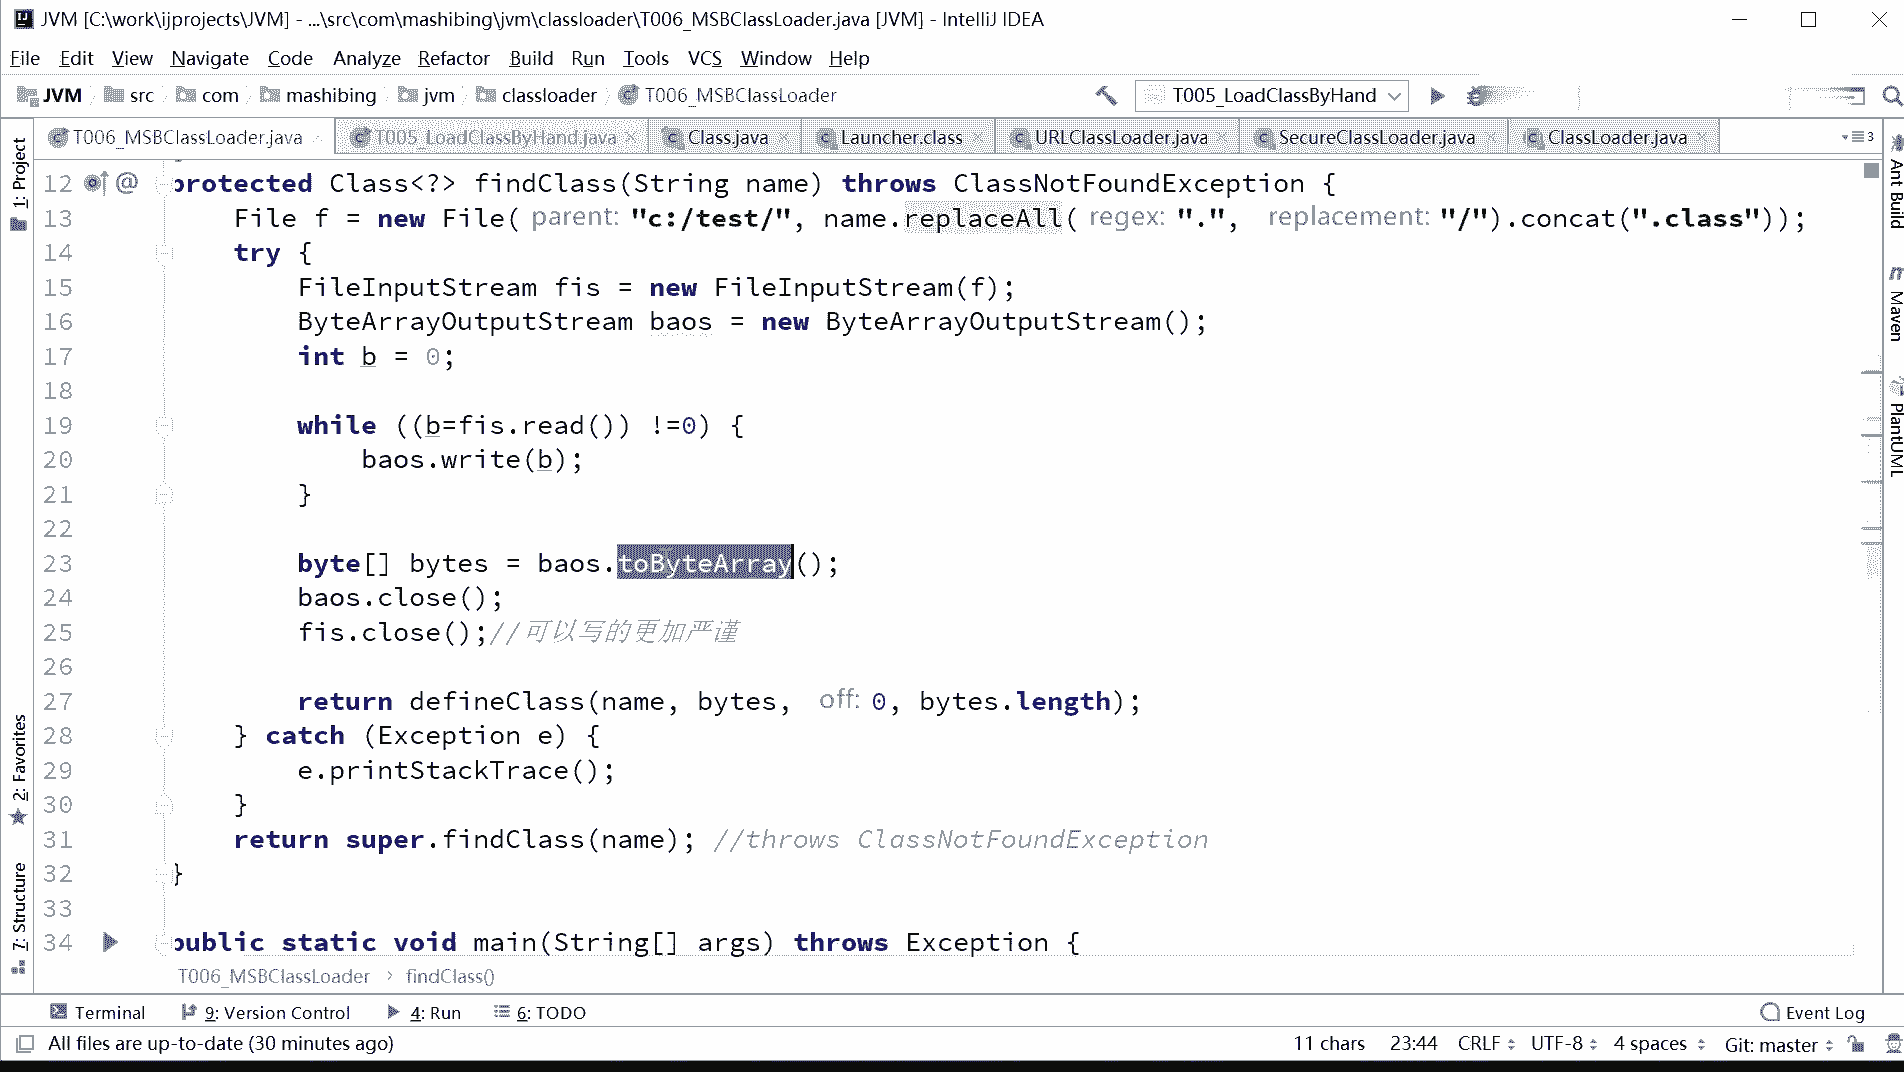 JVM [C:\work\ijprojects\JVM] - ...\src\com\mashibing\jvm\classloader\T006_MSBClassLoader.java [JVM] - IntelliJ IDEA
File Edit View Navigate Code Analyze Refactor Build Run Tools VCS Window Help
JVM src com mashibing jvm classloader T006_MSBClassLoader T005_LoadClassByHand
T006_MSBClassLoader.java T005_LoadClassByHand.java Class.java Launcher.class URLClassLoader.java SecureClassLoader.java ClassLoader.java 3
1: Project
2: Favorites
7: Structure
12 @ protected Class<?> findClass(String name) throws ClassNotFoundException {
13 File f = new File( parent: "c:/test/", name.replaceAll( regex: ".", replacement: "/").concat(".class"));
14 try {
15 FileInputStream fis = new FileInputStream(f);
16 ByteArrayOutputStream baos = new ByteArrayOutputStream();
17 int b = 0;
18
19 while ((b=fis.read()) !=0) {
20 baos.write(b);
21 }
22
23 byte[] bytes = baos.toByteArray();
24 baos.close();
25 fis.close();//可以写的更加严谨
26
27 return defineClass(name, bytes, off: 0, bytes.length);
28 } catch (Exception e) {
29 e.printStackTrace();
30 }
31 return super.findClass(name); //throws ClassNotFoundException
32 }
33
34 public static void main(String[] args) throws Exception {
T006_MSBClassLoader › findClass()
Ant Build
Maven
PlantUML
Terminal 9: Version Control 4: Run 6: TODO Event Log
All files are up-to-date (30 minutes ago) 11 chars 23:44 CRLF UTF-8 4 spaces Git: master